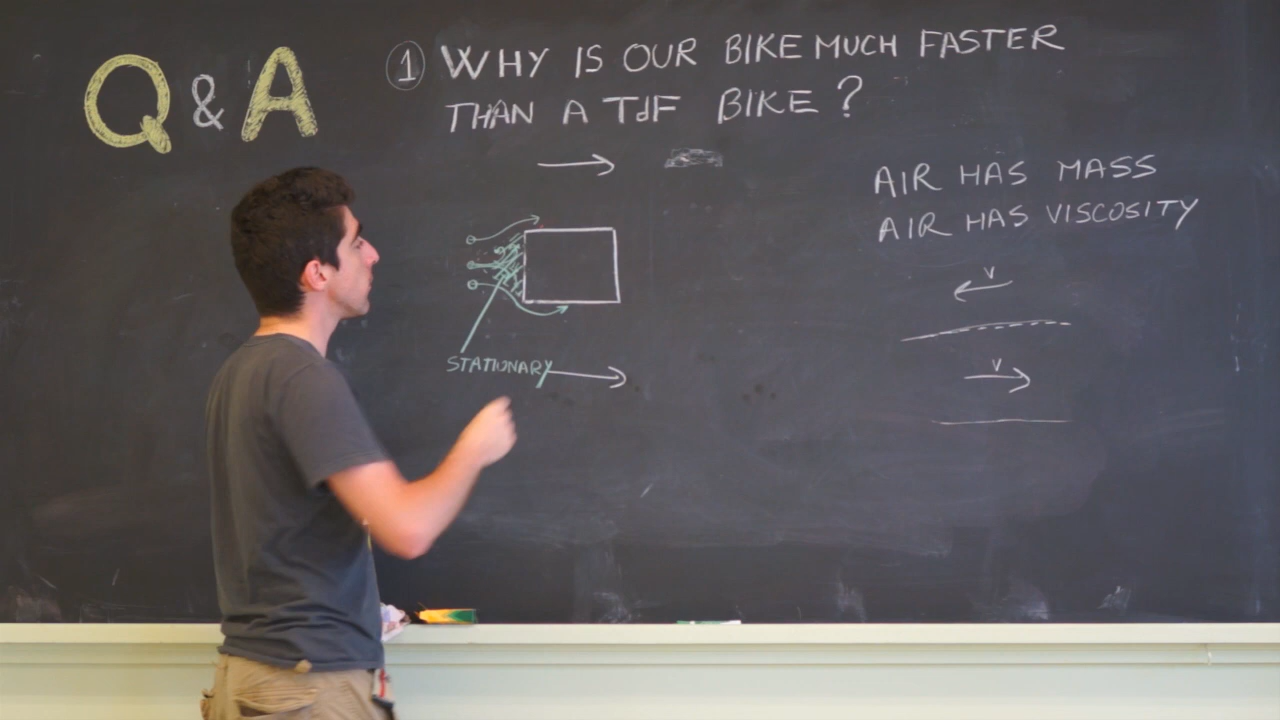 Q & A
① WHY IS OUR BIKE MUCH FASTER
THAN A TdF BIKE?
AIR HAS MASS
AIR HAS VISCOSITY
V
V
STATIONARY